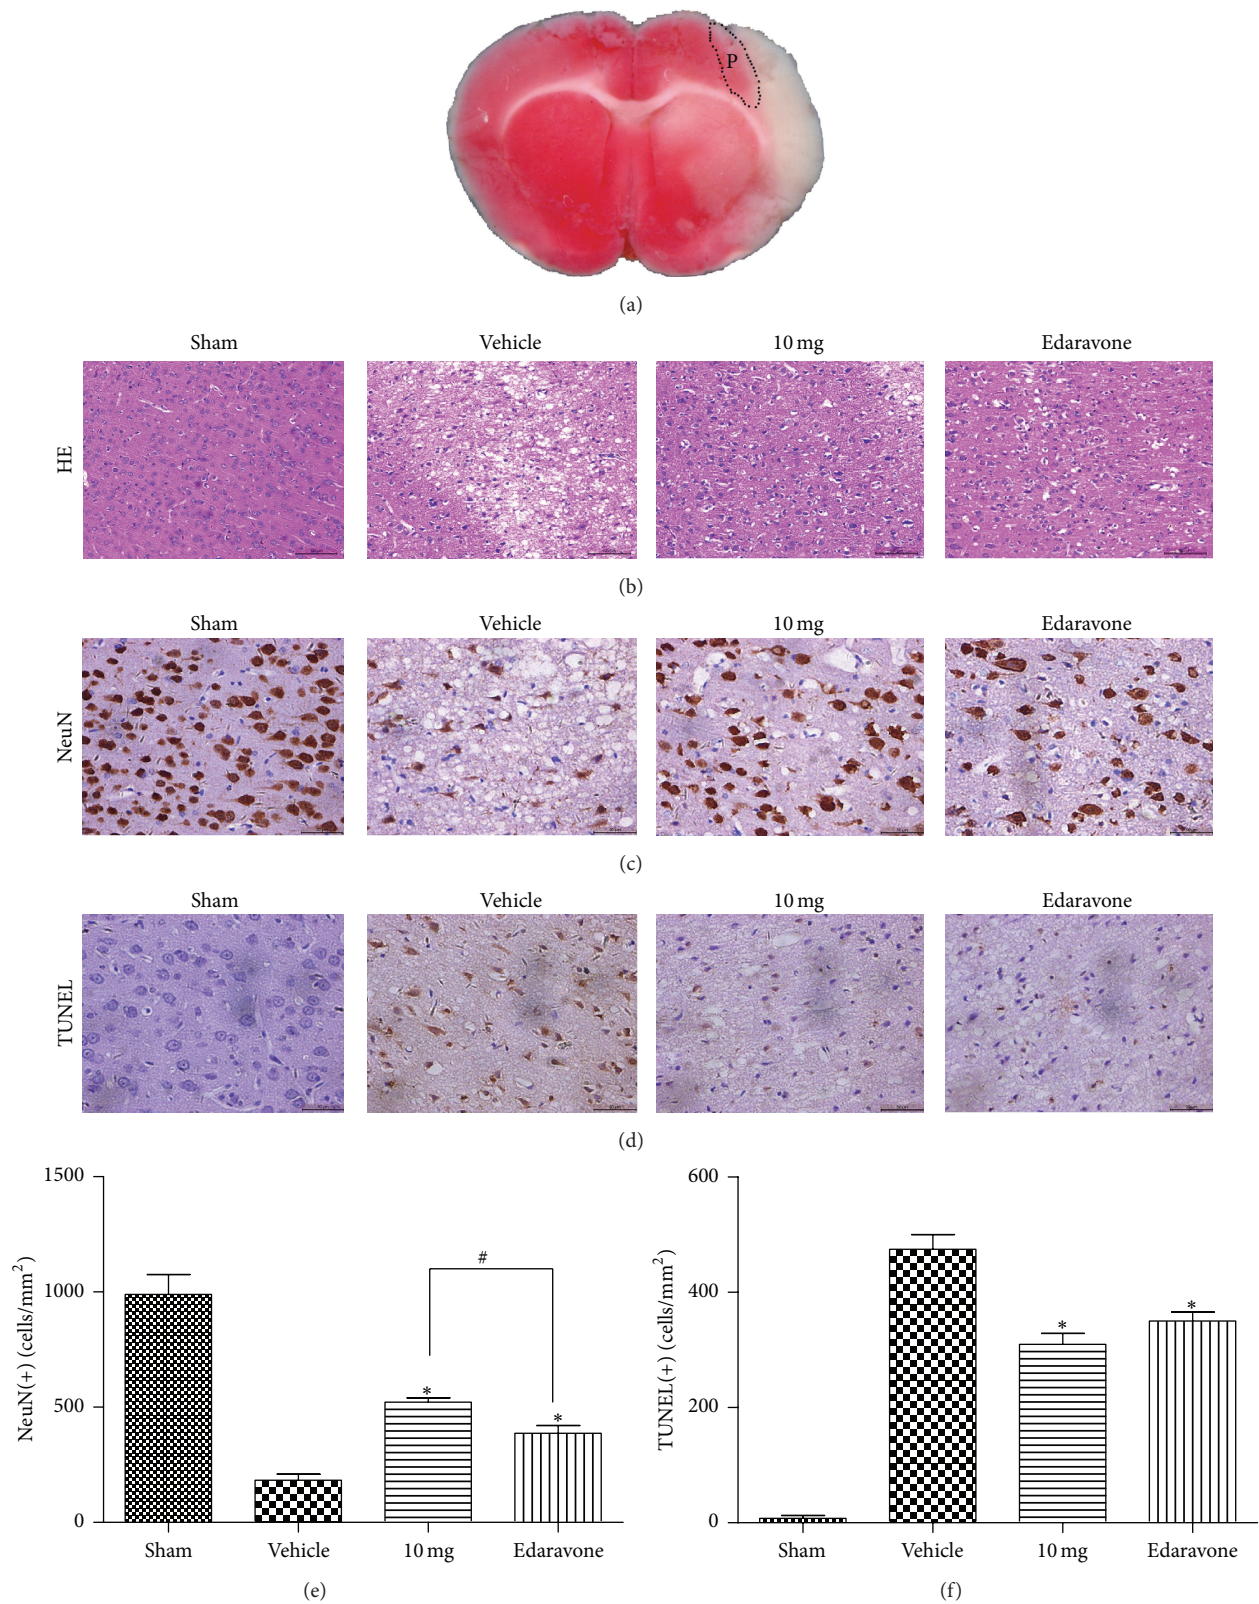 P
(a)
Sham Vehicle 10 mg Edaravone
HE
(b)
Sham Vehicle 10 mg Edaravone
NeuN
(c)
Sham Vehicle 10 mg Edaravone
TUNEL
(d)
NeuN(+) (cells/mm²)
1500
1000
500
0
#
*
*
Sham Vehicle 10 mg Edaravone
(e)
TUNEL(+) (cells/mm²)
600
400
200
0
*
*
Sham Vehicle 10 mg Edaravone
(f)